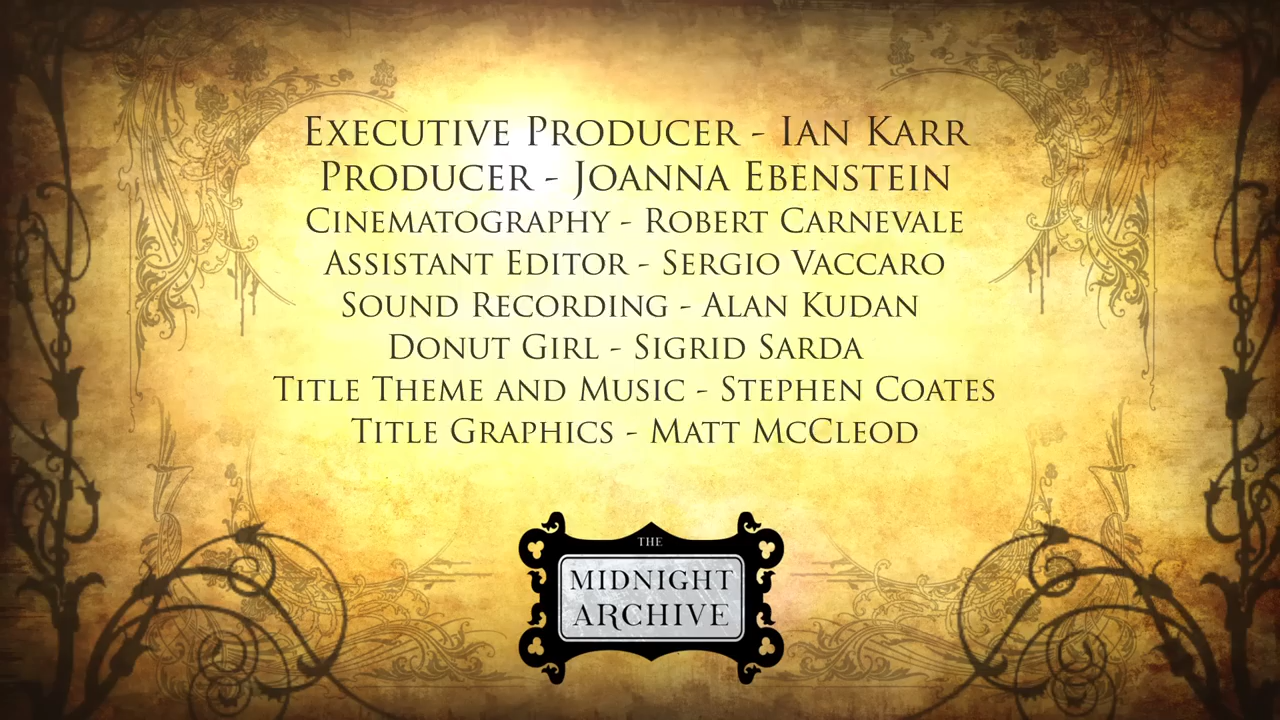 Executive Producer - Ian Karr
Producer - Joanna Ebenstein
Cinematography - Robert Carnevale
Assistant Editor - Sergio Vaccaro
Sound Recording - Alan Kudan
Donut Girl - Sigrid Sarda
Title Theme and Music - Stephen Coates
Title Graphics - Matt McCleod
THE
MIDNIGHT
ARCHIVE